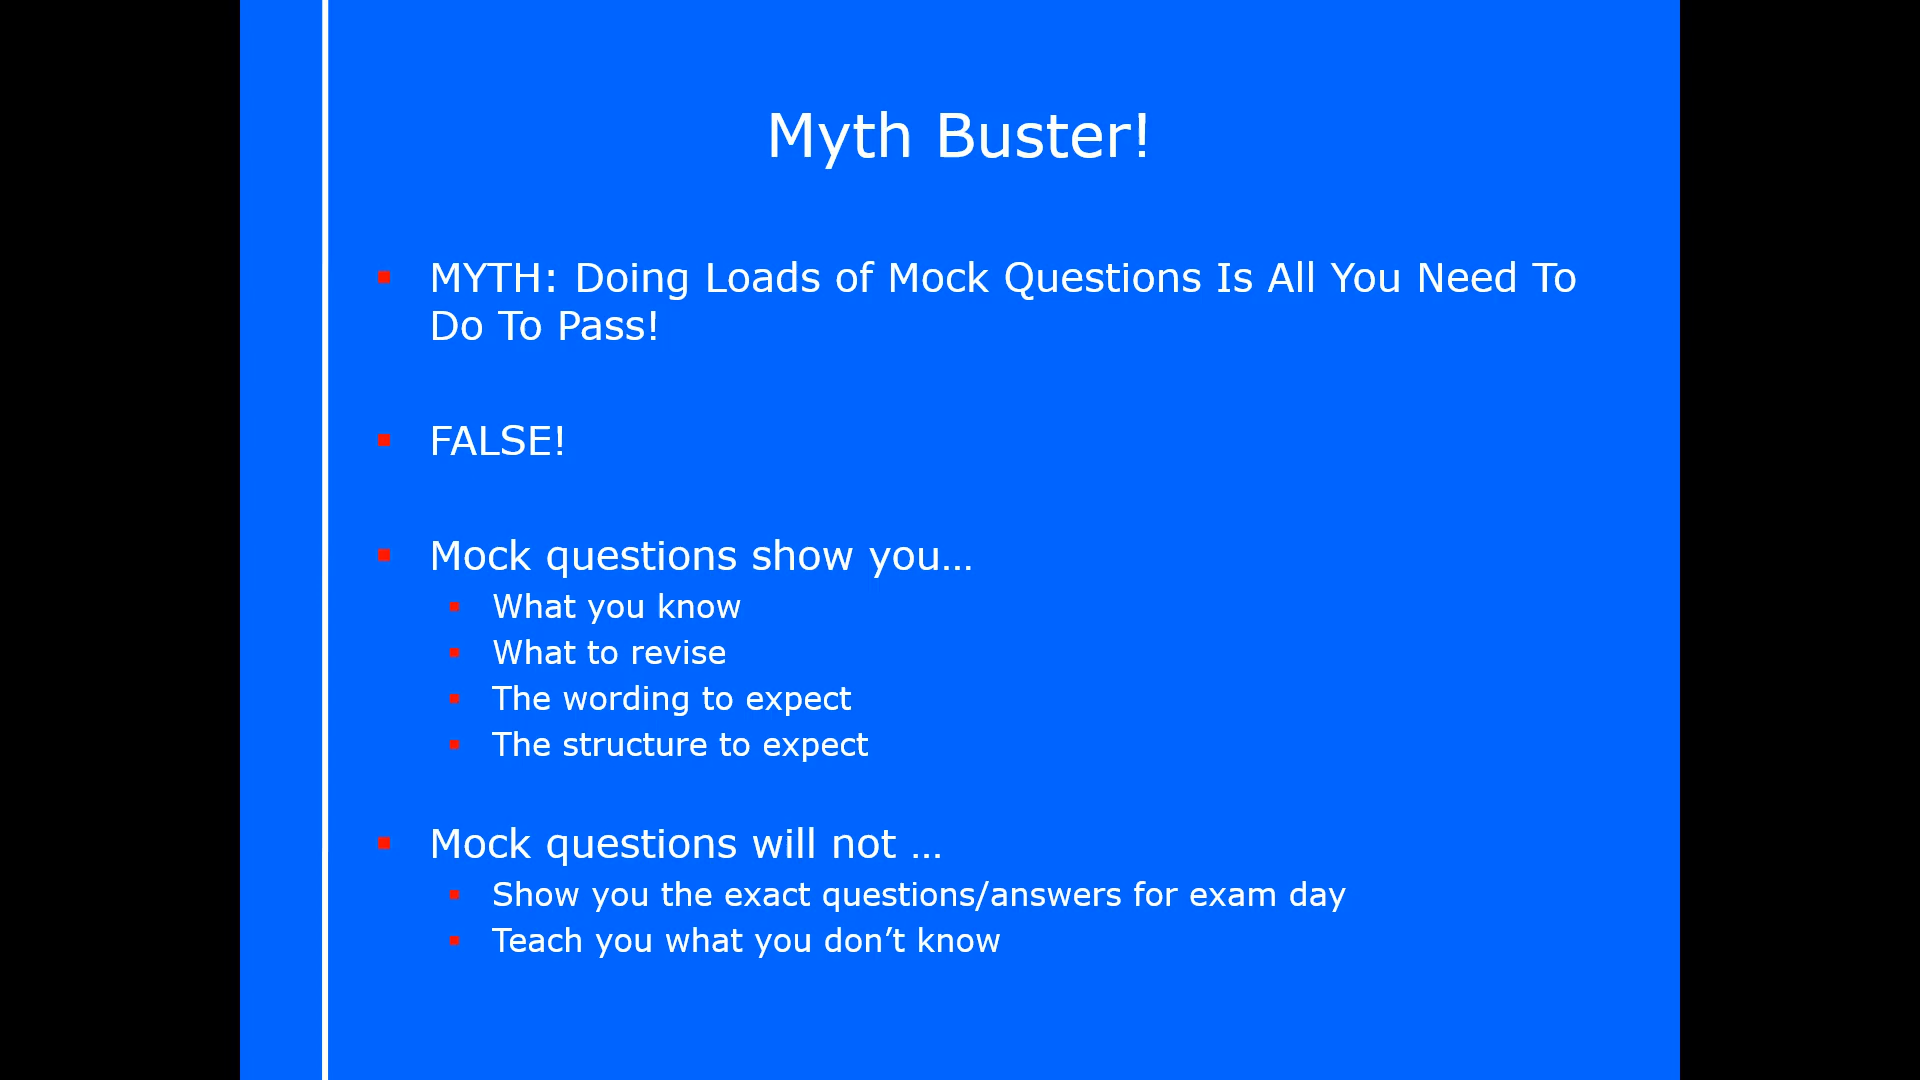 Myth Buster!
MYTH: Doing Loads of Mock Questions Is All You Need To
Do To Pass!
FALSE!
Mock questions show you…
What you know
What to revise
The wording to expect
The structure to expect
Mock questions will not …
Show you the exact questions/answers for exam day
Teach you what you don’t know